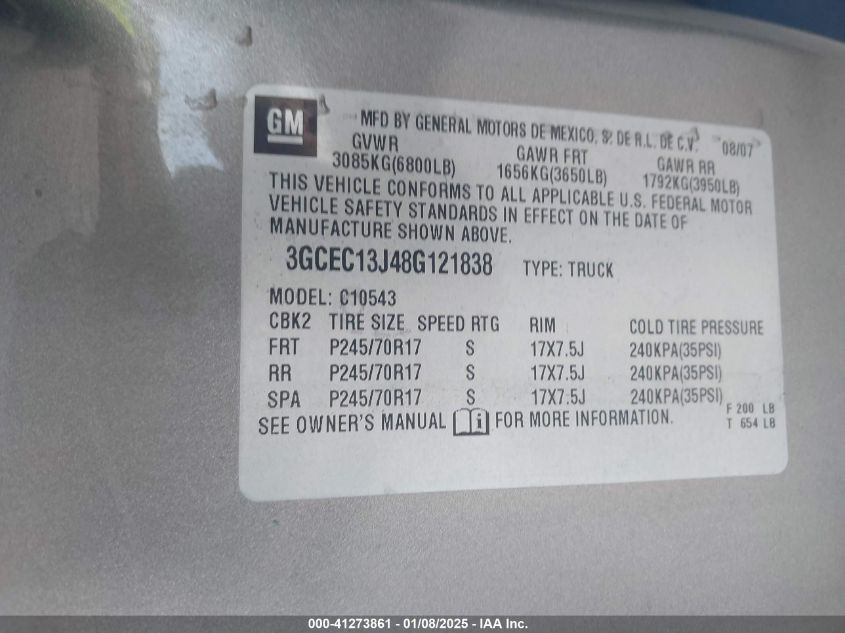 GM
MFD BY GENERAL MOTORS DE MEXICO, S. DE R.L. DE C.V. 08/07
GVWR GAWR FRT GAWR RR
3085KG(6800LB) 1656KG(3650LB) 1792KG(3950LB)
THIS VEHICLE CONFORMS TO ALL APPLICABLE U.S. FEDERAL MOTOR
VEHICLE SAFETY STANDARDS IN EFFECT ON THE DATE OF
MANUFACTURE SHOWN ABOVE.
3GCEC13J48G121838 TYPE: TRUCK
MODEL: C10543
CBK2 TIRE SIZE SPEED RTG RIM COLD TIRE PRESSURE
FRT P245/70R17 S 17X7.5J 240KPA(35PSI)
RR P245/70R17 S 17X7.5J 240KPA(35PSI)
SPA P245/70R17 S 17X7.5J 240KPA(35PSI)
F 200 LB
SEE OWNER'S MANUAL i FOR MORE INFORMATION. T 654 LB
000-41273861 - 01/08/2025 - IAA Inc.